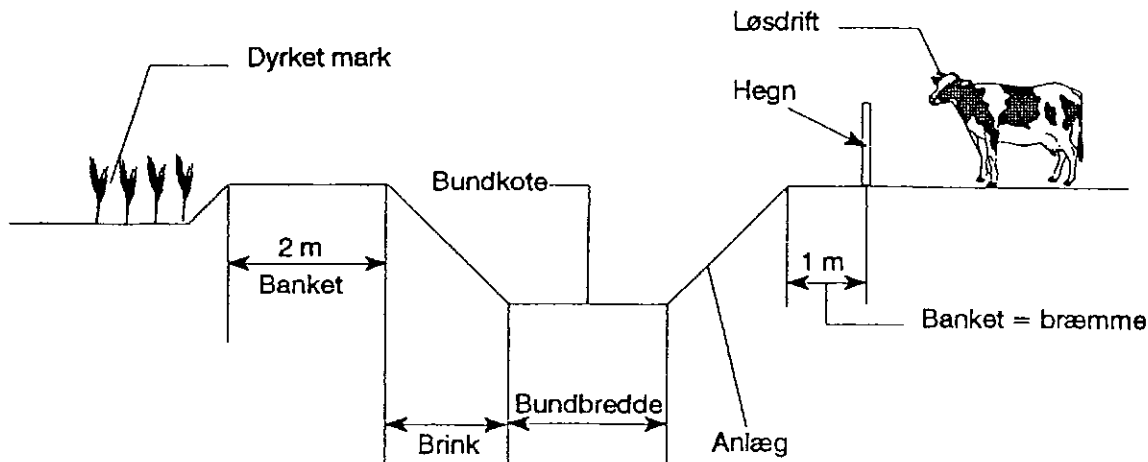 Løsdrift
Dyrket mark
Hegn
Bundkote
2 m
Banket
1 m
Banket = bræmme
Bundbredde
Brink
Anlæg